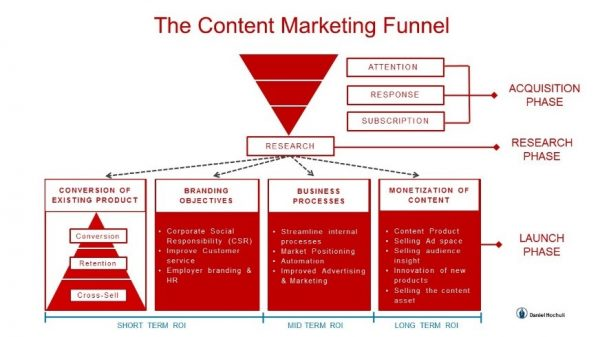 The Content Marketing Funnel
ATTENTION
RESPONSE
SUBSCRIPTION
ACQUISITION
PHASE
RESEARCH
RESEARCH
PHASE
CONVERSION OF
EXISTING PRODUCT
Conversion
Retention
Cross-Sell
BRANDING
OBJECTIVES
• Corporate Social
Responsibility (CSR)
• Improve Customer
service
• Employer branding &
HR
BUSINESS
PROCESSES
• Streamline internal
processes
• Market Positioning
• Automation
• Improved Advertising
& Marketing
MONETIZATION OF
CONTENT
• Content Product
• Selling Ad space
• Selling audience
insight
• Innovation of new
products
• Selling the content
asset
LAUNCH
PHASE
SHORT TERM ROI
MID TERM ROI
LONG TERM ROI
Daniel Hochuli